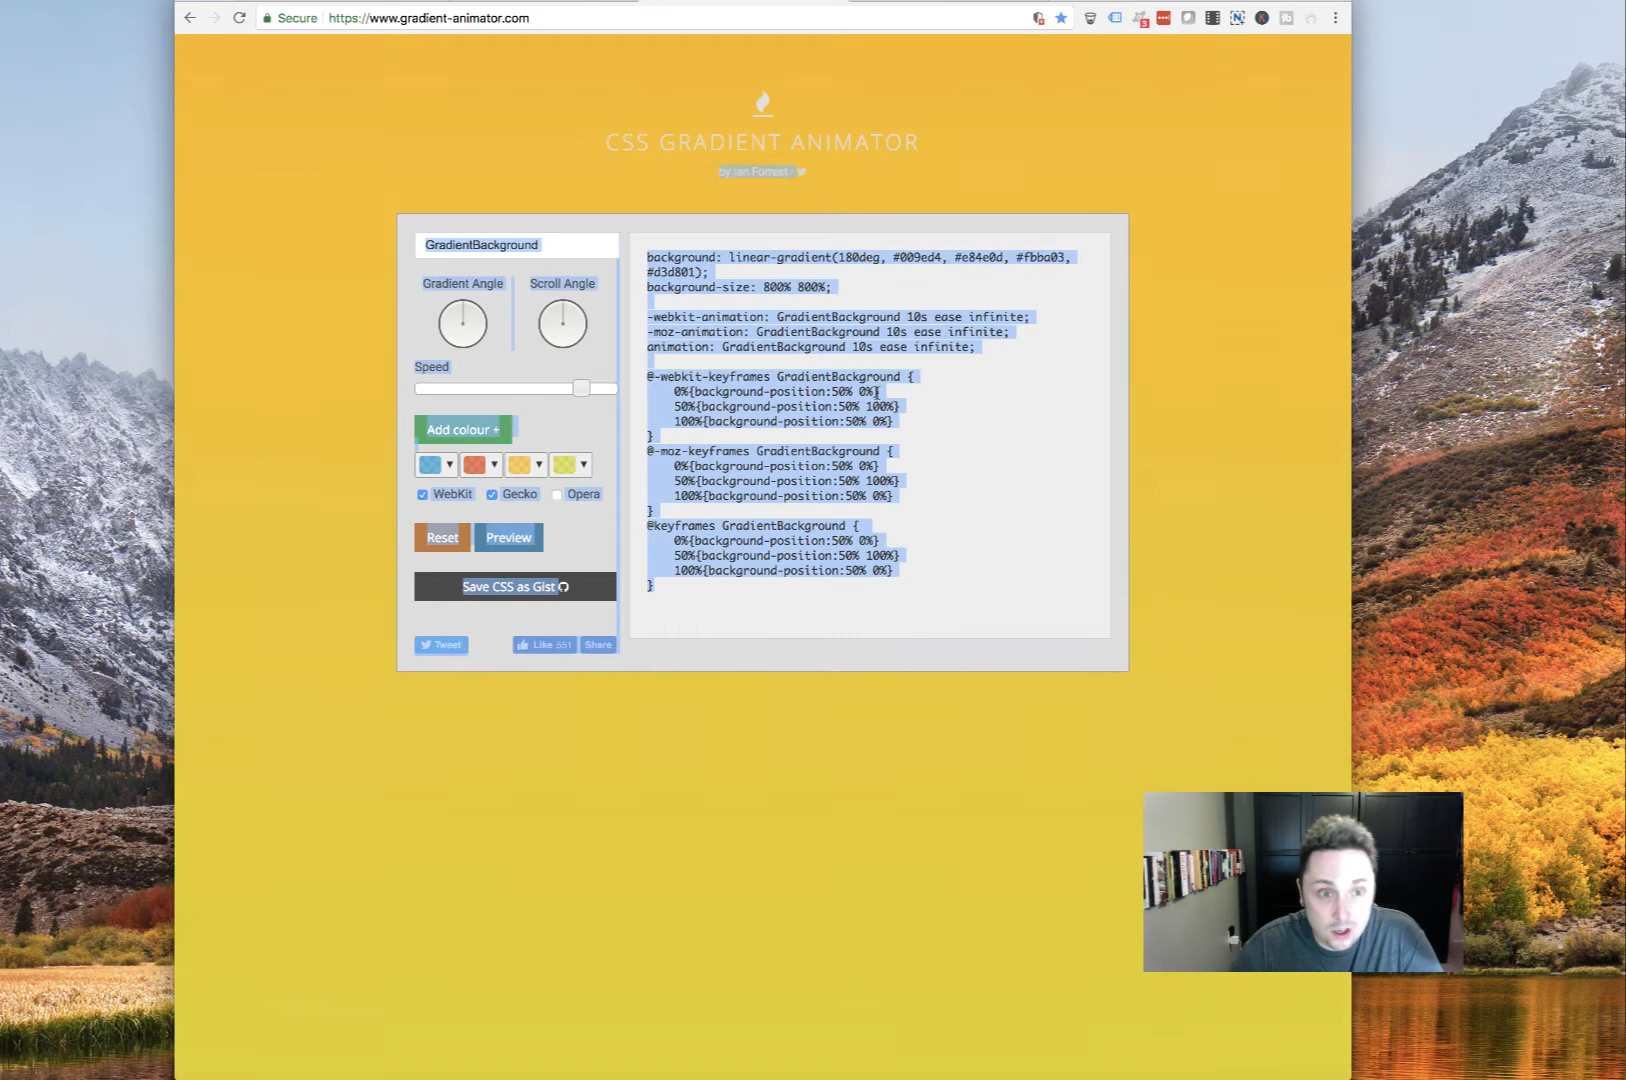 Secure https://www.gradient-animator.com
CSS GRADIENT ANIMATOR
by Ian Forrest -
GradientBackground
Gradient Angle Scroll Angle
Speed
Add colour +
WebKit Gecko Opera
Reset Preview
Save CSS as Gist
Tweet Like 551 Share
background: linear-gradient(180deg, #009ed4, #e84e0d, #fbba03,
#d3d801);
background-size: 800% 800%;
-webkit-animation: GradientBackground 10s ease infinite;
-moz-animation: GradientBackground 10s ease infinite;
animation: GradientBackground 10s ease infinite;
@-webkit-keyframes GradientBackground {
0%{background-position:50% 0%}
50%{background-position:50% 100%}
100%{background-position:50% 0%}
}
@-moz-keyframes GradientBackground {
0%{background-position:50% 0%}
50%{background-position:50% 100%}
100%{background-position:50% 0%}
}
@keyframes GradientBackground {
0%{background-position:50% 0%}
50%{background-position:50% 100%}
100%{background-position:50% 0%}
}